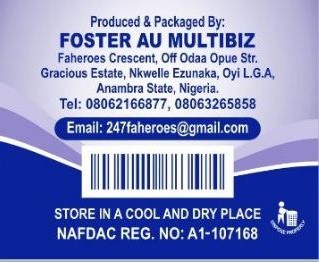 Produced & Packaged By:
FOSTER AU MULTIBIZ
Faheroes Crescent, Off Odaa Opue Str.
Gracious Estate, Nkwelle Ezunaka, Oyi L.G.A,
Anambra State, Nigeria.
Tel: 08062166877, 08063265858
Email: 247faheroes@gmail.com
STORE IN A COOL AND DRY PLACE
NAFDAC REG. NO: A1-107168
DISPOSE PROPERLY